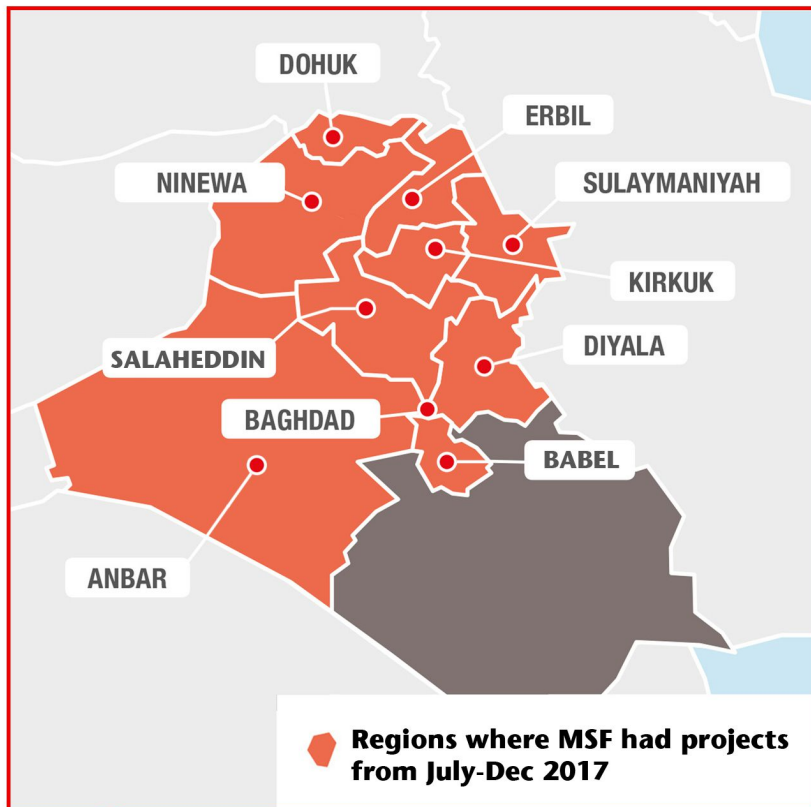 DOHUK
ERBIL
NINEWA
SULAYMANIYAH
KIRKUK
SALAHEDDIN
DIYALA
BAGHDAD
BABEL
ANBAR
Regions where MSF had projects
from July-Dec 2017